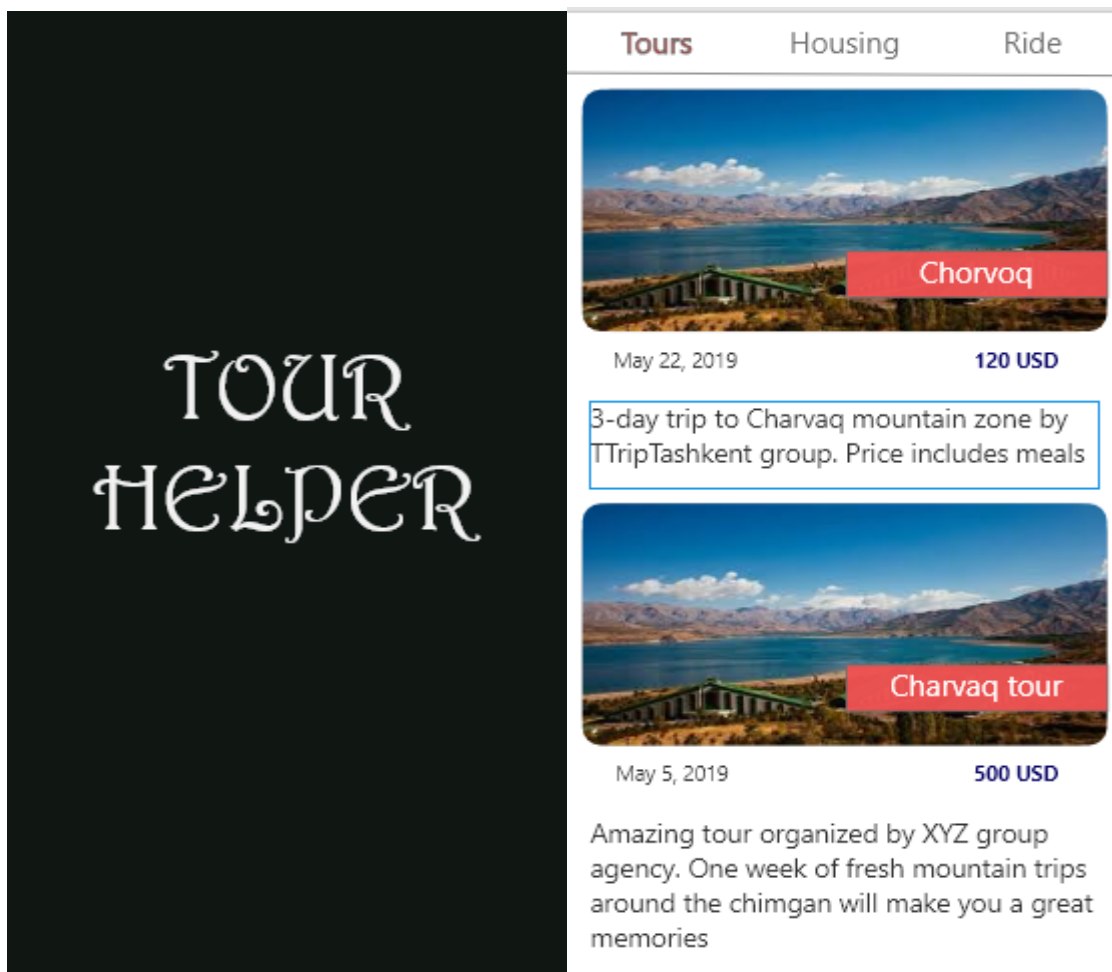 TOUR
HELPER
Tours Housing Ride
Chorvoq
May 22, 2019 120 USD
3-day trip to Charvaq mountain zone by
TTripTashkent group. Price includes meals
Charvaq tour
May 5, 2019 500 USD
Amazing tour organized by XYZ group
agency. One week of fresh mountain trips
around the chimgan will make you a great
memories